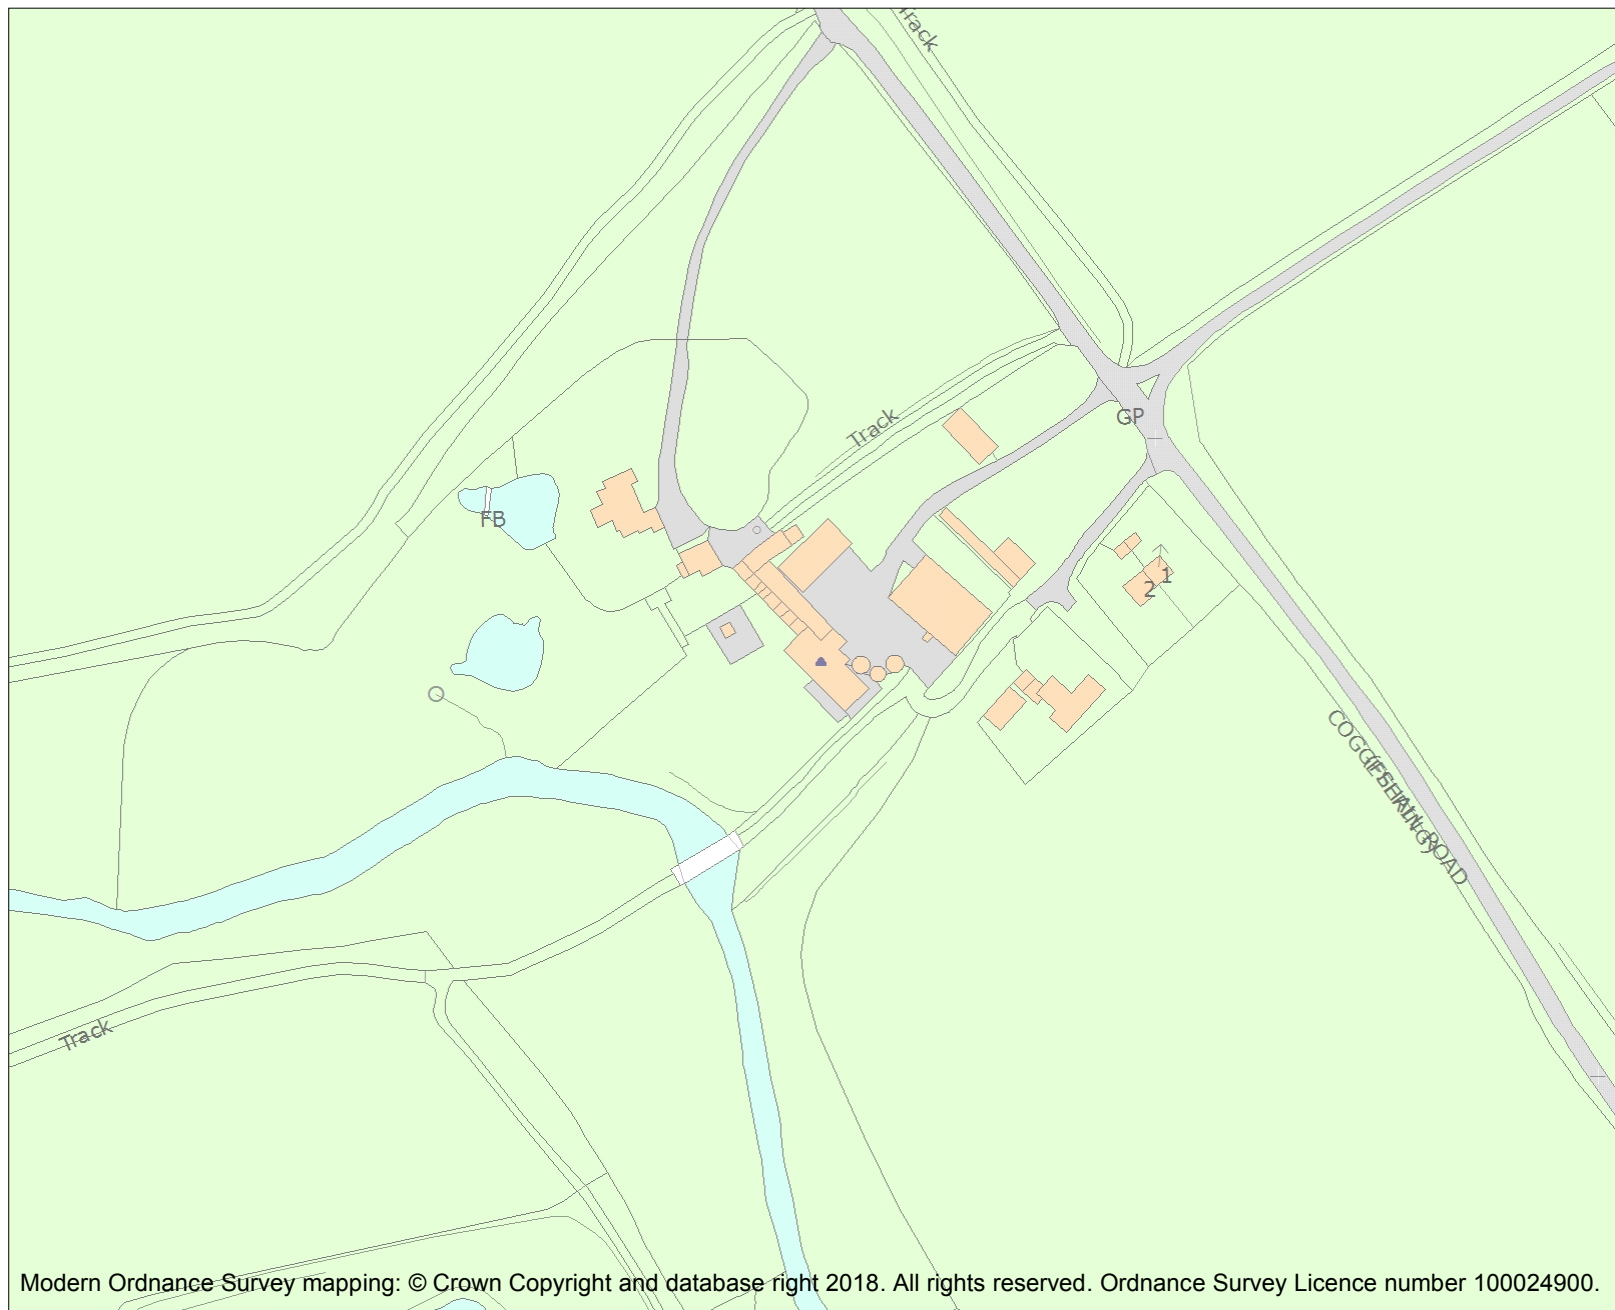 Track
Track
GP
FB
1
2
COGGESHALL ROAD
Track
Modern Ordnance Survey mapping: © Crown Copyright and database right 2018. All rights reserved. Ordnance Survey Licence number 100024900.